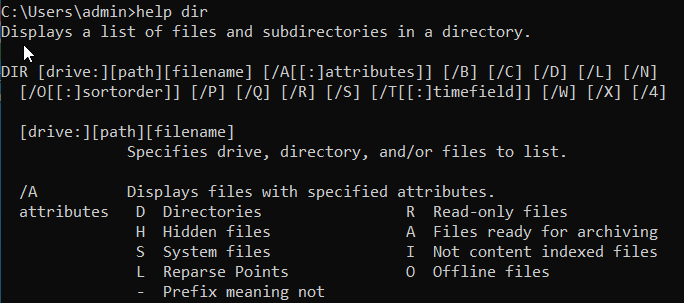 C:\Users\admin>help dir
Displays a list of files and subdirectories in a directory.
DIR [drive:][path][filename] [/A[[:]attributes]] [/B] [/C] [/D] [/L] [/N]
[/O[[:]sortorder]] [/P] [/Q] [/R] [/S] [/T[[:]timefield]] [/W] [/X] [/4]
[drive:][path][filename]
Specifies drive, directory, and/or files to list.
/A Displays files with specified attributes.
attributes D Directories R Read-only files
H Hidden files A Files ready for archiving
S System files I Not content indexed files
L Reparse Points O Offline files
- Prefix meaning not